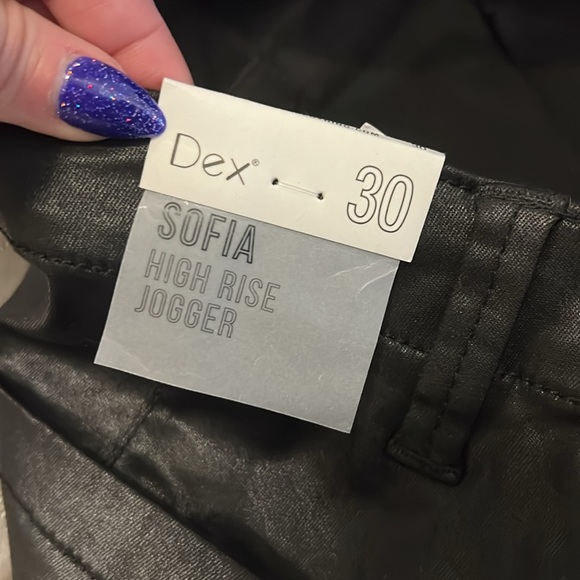 Dex® 30
SOFIA
HIGH RISE
JOGGER